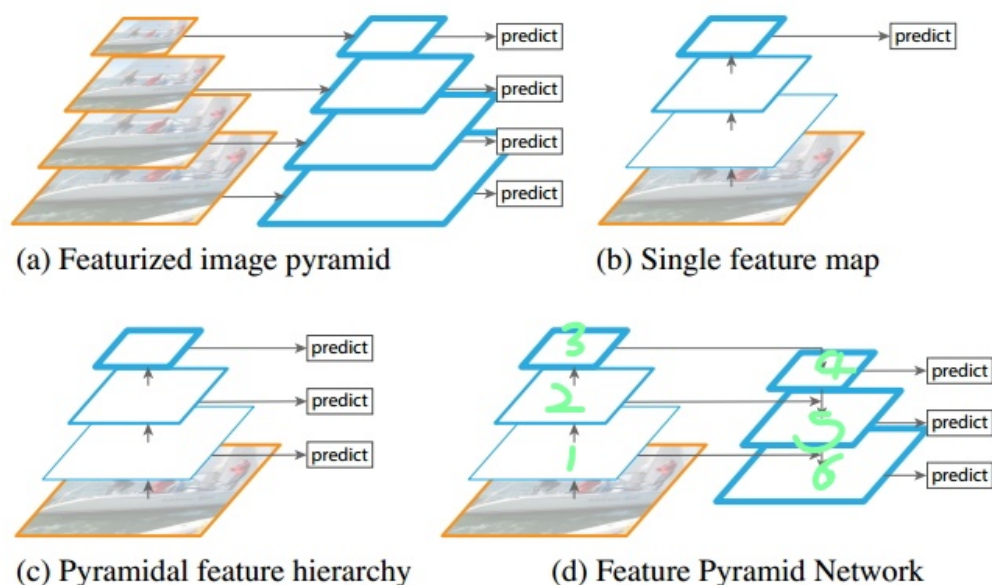 predict
predict
predict
predict
predict
(a) Featurized image pyramid
(b) Single feature map
3
4
predict
predict
2
predict
predict
5
predict
1
6
predict
predict
(c) Pyramidal feature hierarchy
(d) Feature Pyramid Network